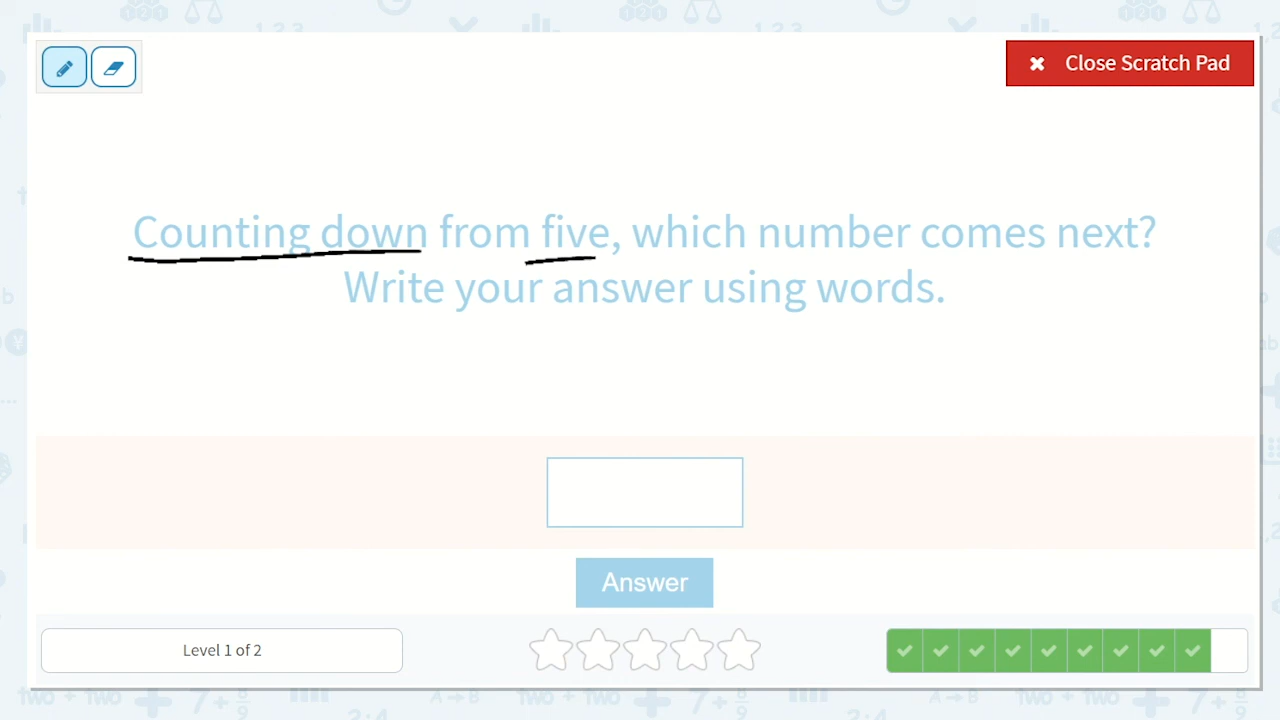 Close Scratch Pad
Counting down from five, which number comes next?
Write your answer using words.
Answer
Level 1 of 2